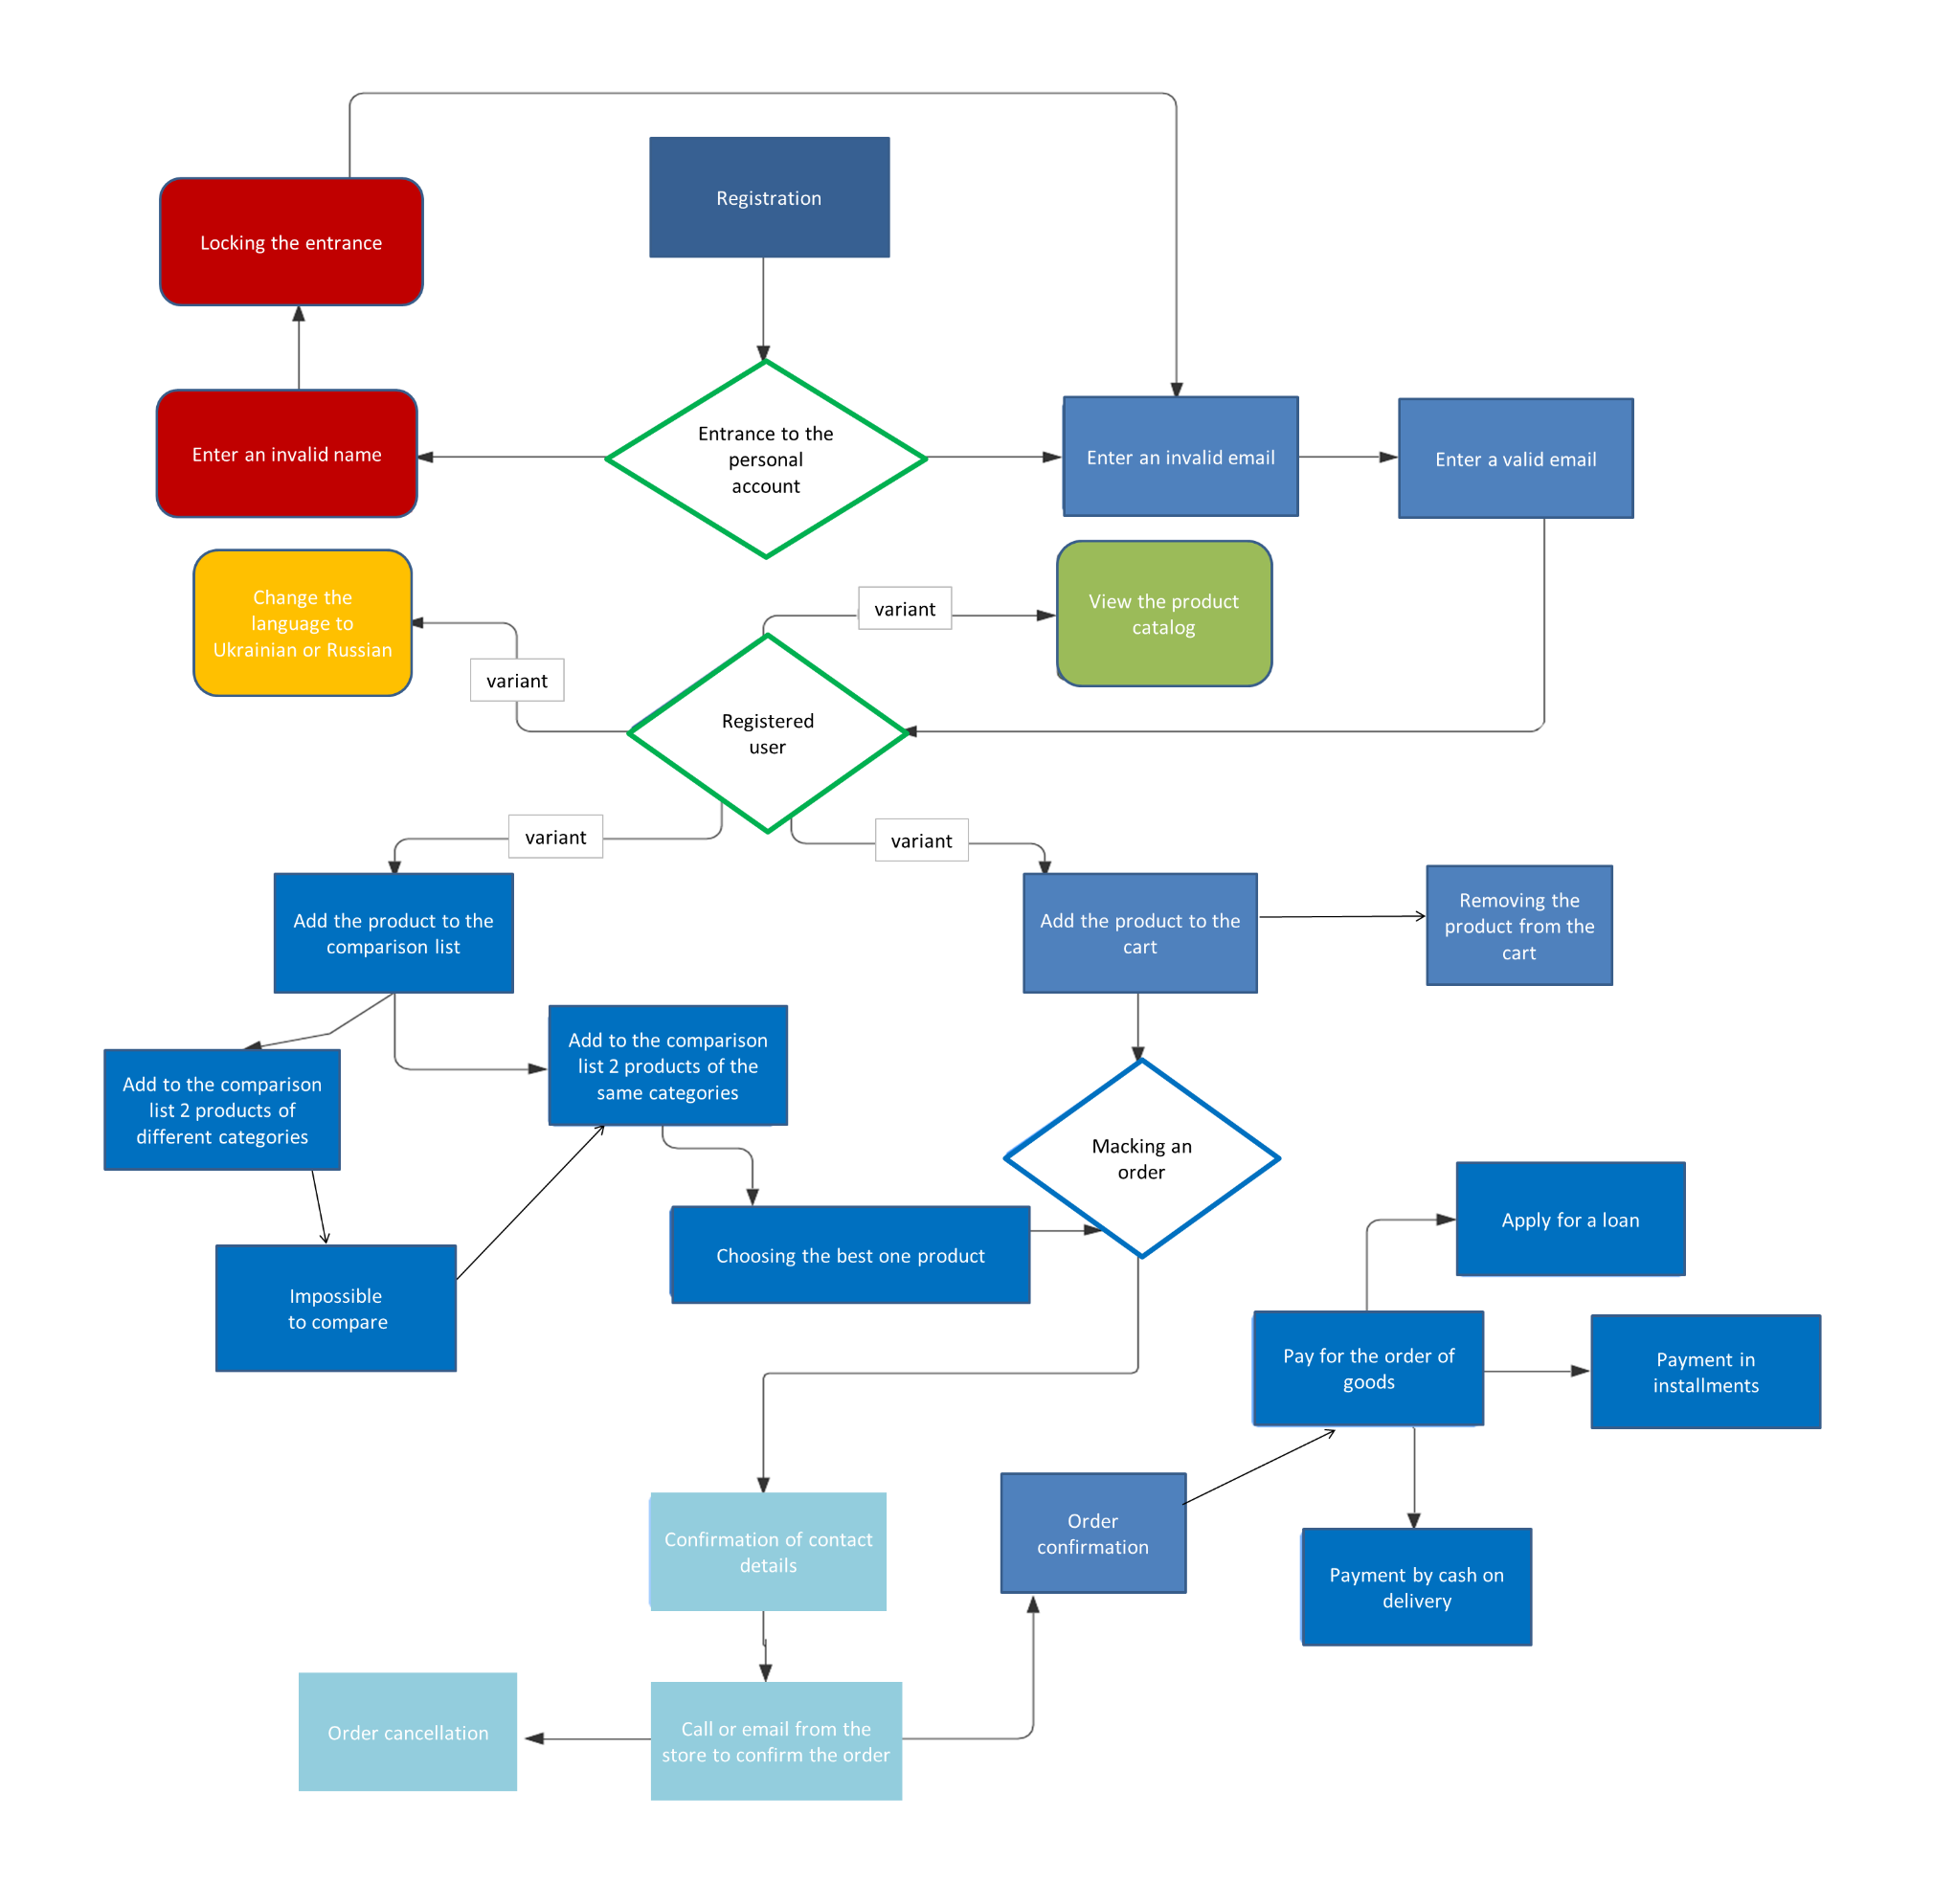 Registration
Locking the entrance
Entrance to the
personal
account
Enter an invalid name
Enter an invalid email
Enter a valid email
Change the
language to
Ukrainian or Russian
variant
View the product
catalog
variant
Registered
user
variant
variant
Add the product to the
comparison list
Add the product to the
cart
Removing the
product from the
cart
Add to the comparison
list 2 products of the
same categories
Add to the comparison
list 2 products of
different categories
Macking an
order
Apply for a loan
Choosing the best one product
Impossible
to compare
Pay for the order of
goods
Payment in
installments
Confirmation of contact
details
Order
confirmation
Payment by cash on
delivery
Order cancellation
Call or email from the
store to confirm the order